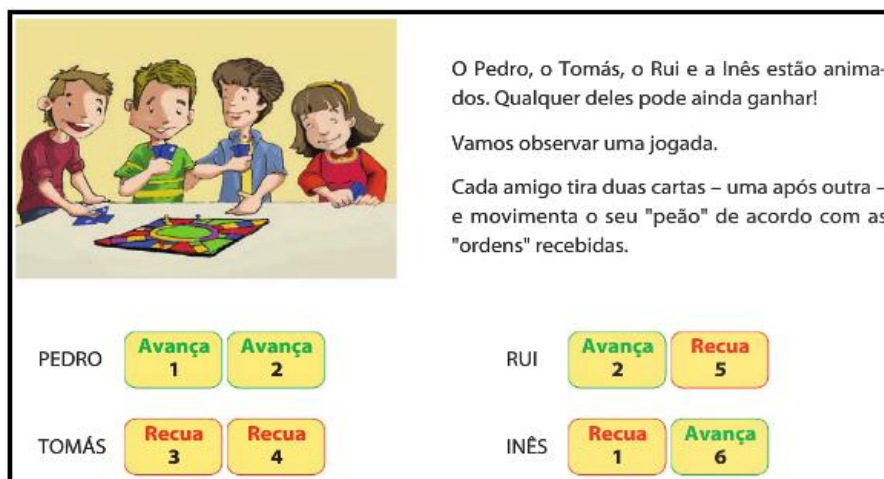 O Pedro, o Tomás, o Rui e a Inês estão anima-
dos. Qualquer deles pode ainda ganhar!
Vamos observar uma jogada.
Cada amigo tira duas cartas – uma após outra –
e movimenta o seu "peão" de acordo com as
"ordens" recebidas.
PEDRO Avança 1 Avança 2
RUI Avança 2 Recua 5
TOMÁS Recua 3 Recua 4
INÊS Recua 1 Avança 6